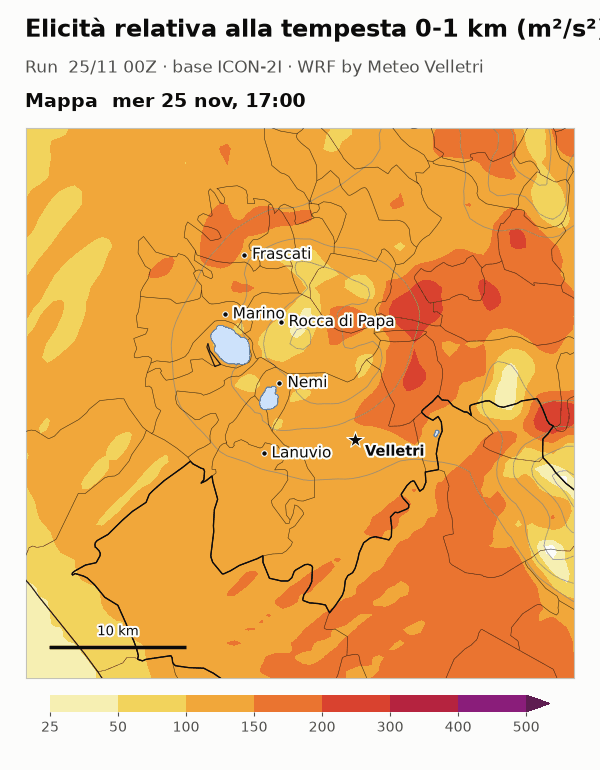 Elicità relativa alla tempesta 0-1 km (m²/s²)
Run  25/11 00Z · base ICON-2I · WRF by Meteo Velletri
Mappa  mer 25 nov, 17:00
Frascati
Marino
Rocca di Papa
Nemi
Velletri
Lanuvio
10 km
25 50 100 150 200 300 400 500